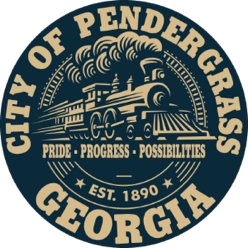 CITY OF PENDERGRASS
PRIDE - PROGRESS - POSSIBILITIES
EST. 1890
GEORGIA